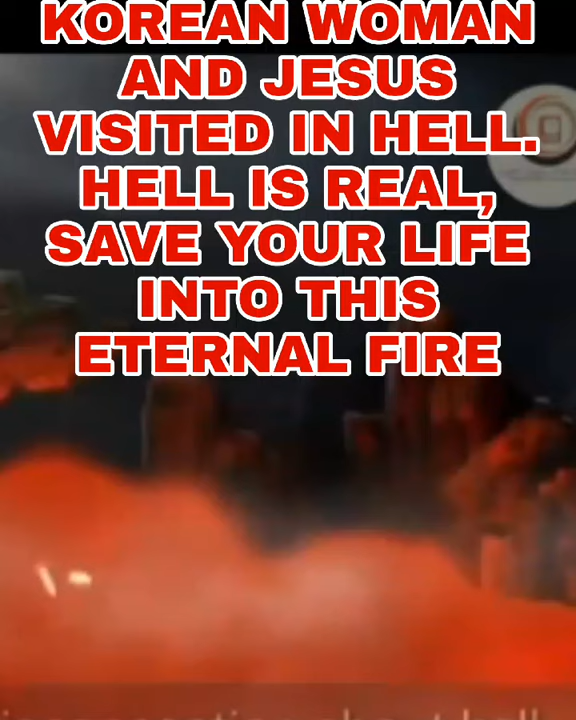 KOREAN WOMAN
AND JESUS
VISITED IN HELL.
HELL IS REAL,
SAVE YOUR LIFE
INTO THIS
ETERNAL FIRE